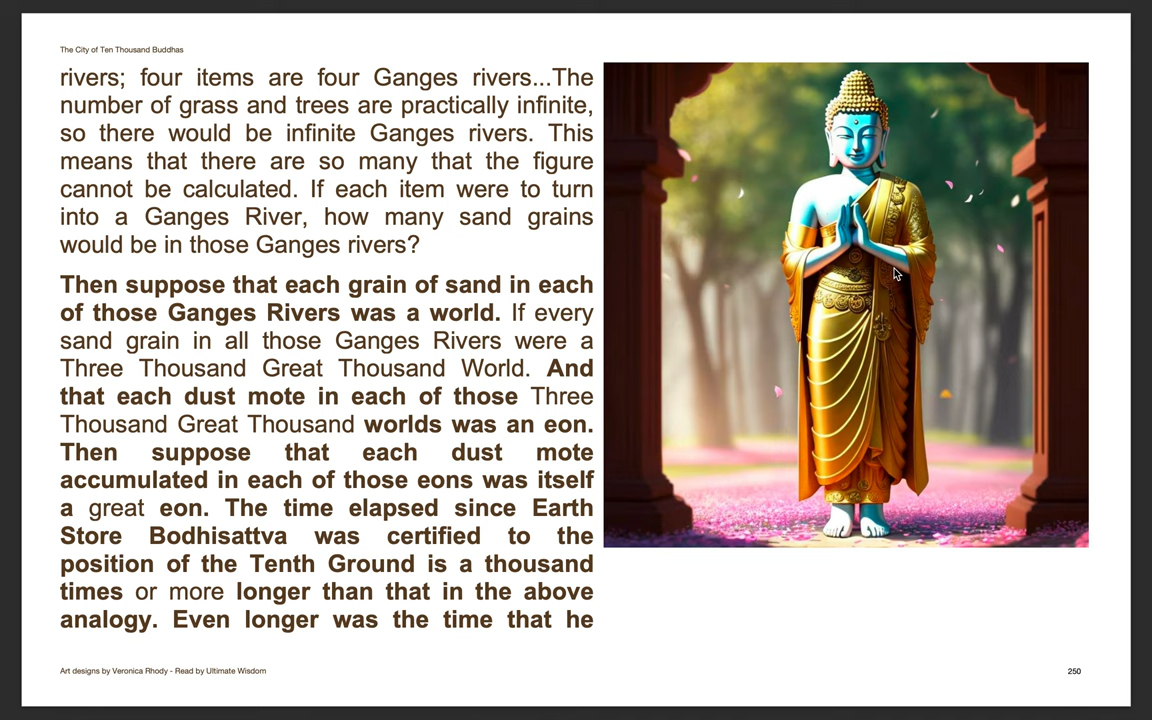 The City of Ten Thousand Buddhas
rivers; four items are four Ganges rivers...The
number of grass and trees are practically infinite,
so there would be infinite Ganges rivers. This
means that there are so many that the figure
cannot be calculated. If each item were to turn
into a Ganges River, how many sand grains
would be in those Ganges rivers?
Then suppose that each grain of sand in each
of those Ganges Rivers was a world. If every
sand grain in all those Ganges Rivers were a
Three Thousand Great Thousand World. And
that each dust mote in each of those Three
Thousand Great Thousand worlds was an eon.
Then suppose that each dust mote
accumulated in each of those eons was itself
a great eon. The time elapsed since Earth
Store Bodhisattva was certified to the
position of the Tenth Ground is a thousand
times or more longer than that in the above
analogy. Even longer was the time that he
Art designs by Veronica Rhody - Read by Ultimate Wisdom
250